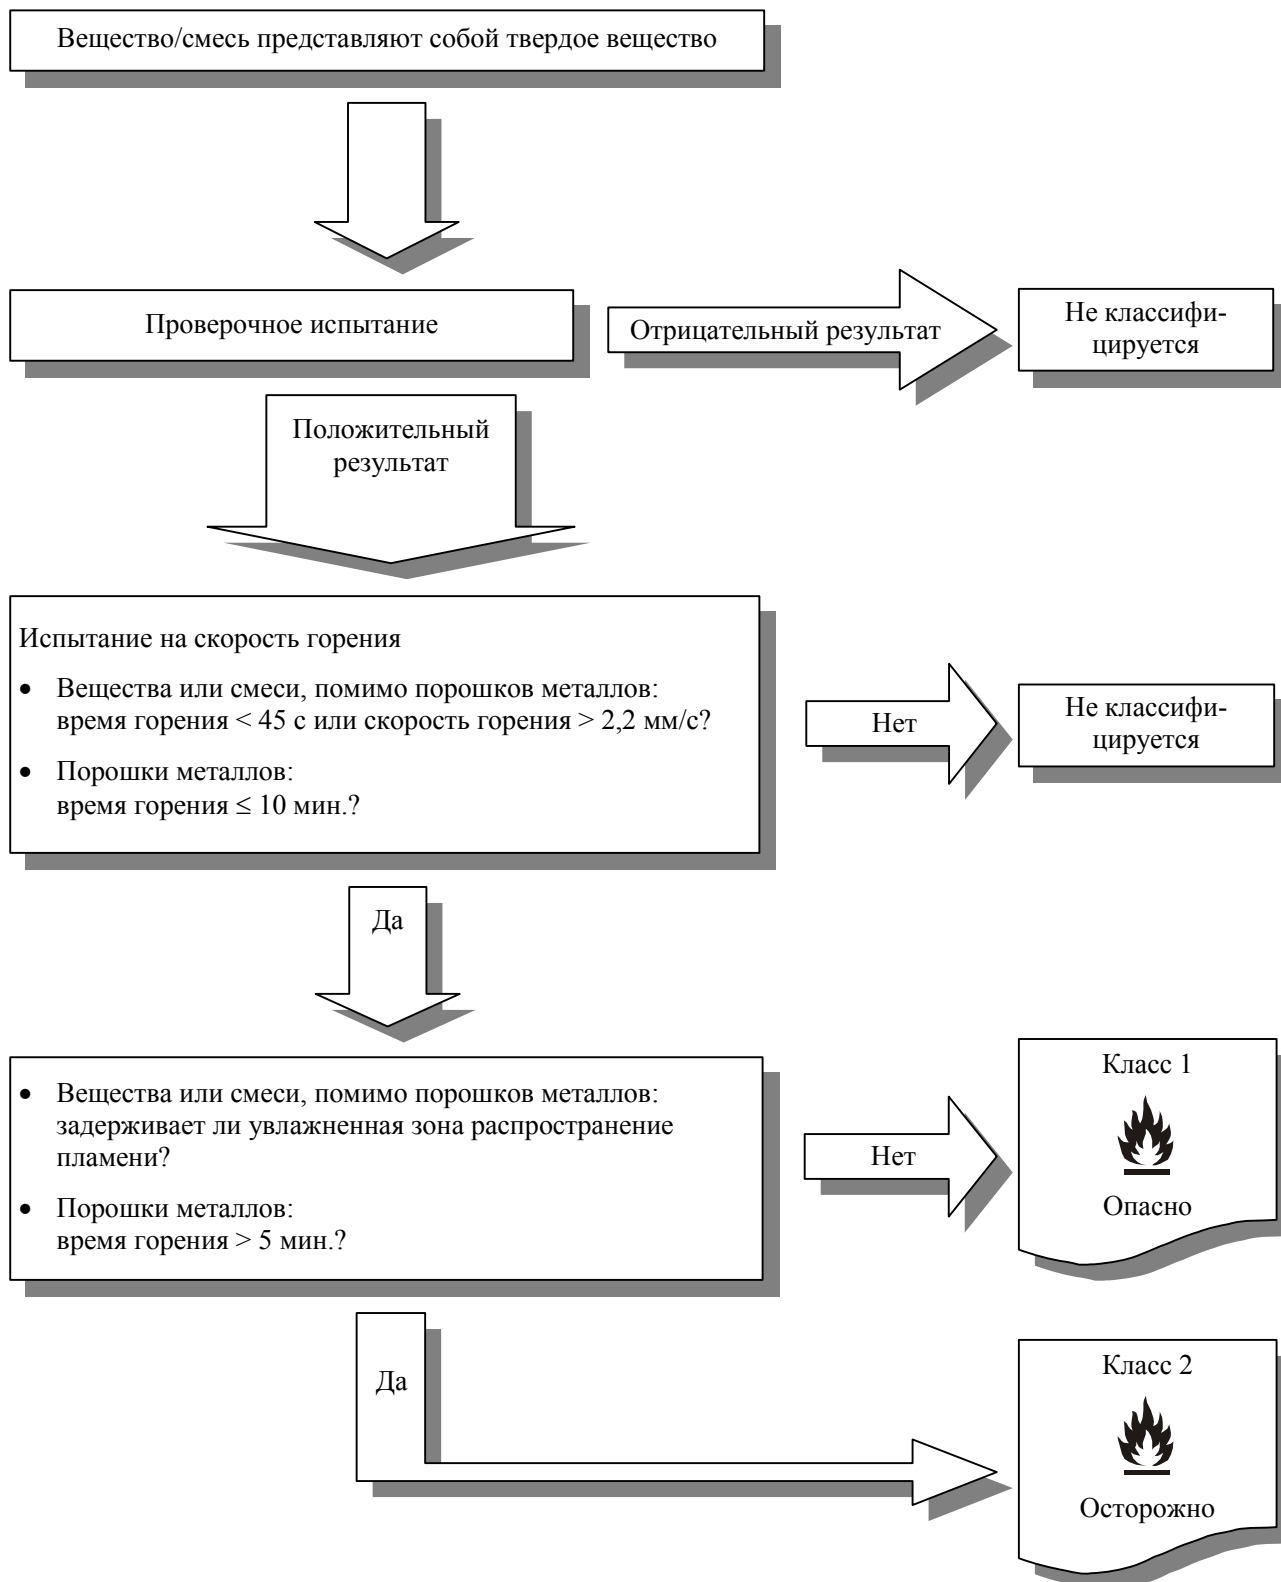 Вещество/смесь представляют собой твердое вещество
Проверочное испытание
Отрицательный результат
Не классифи-
цируется
Положительный
результат
Испытание на скорость горения
• Вещества или смеси, помимо порошков металлов:
время горения < 45 с или скорость горения > 2,2 мм/с?
• Порошки металлов:
время горения ≤ 10 мин.?
Нет
Не классифи-
цируется
Да
• Вещества или смеси, помимо порошков металлов:
задерживает ли увлажненная зона распространение
пламени?
• Порошки металлов:
время горения > 5 мин.?
Нет
Класс 1
Опасно
Да
Класс 2
Осторожно